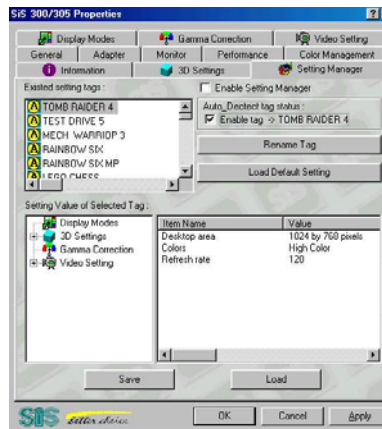 SiS 300/305 Properties
Display Modes
Gamma Correction
Video Setting
General
Adapter
Monitor
Performance
Color Management
Information
3D Settings
Setting Manager
Existed setting tags :
Enable Setting Manager
TOMB RAIDER 4
TEST DRIVE 5
MECH WARRIOR 3
RAINBOW SIX
RAINBOW SIX MP
LEGO CHESS
Auto_Dectect tag status :
Enable tag -> TOMB RAIDER 4
Rename Tag
Load Default Setting
Setting Value of Selected Tag :
Display Modes
3D Settings
Gamma Correction
Video Setting
Item Name Value
Desktop area 1024 by 768 pixels
Colors High Color
Refresh rate 120
Save
Load
SiS
OK
Cancel
Apply